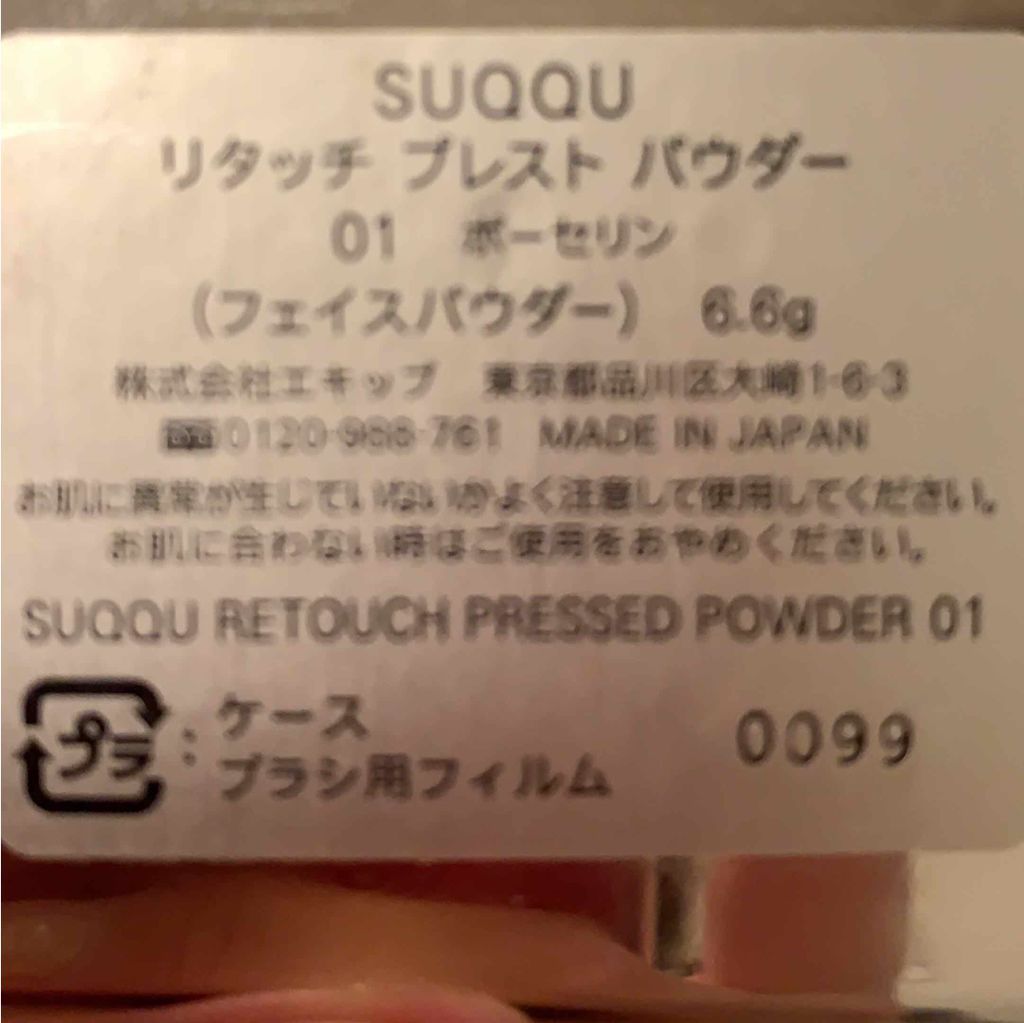 SUQQU
リタッチ プレスト パウダー
01 ポーセリン
(フェイスパウダー) 6.6g
株式会社エキップ 東京都品川区大崎1-6-3
☎0120-988-761 MADE IN JAPAN
お肌に異常が生じていないかよく注意して使用してください。
お肌に合わない時はご使用をおやめください。
SUQQU RETOUCH PRESSED POWDER 01
プラ : ケース
ブラシ用フィルム
0099